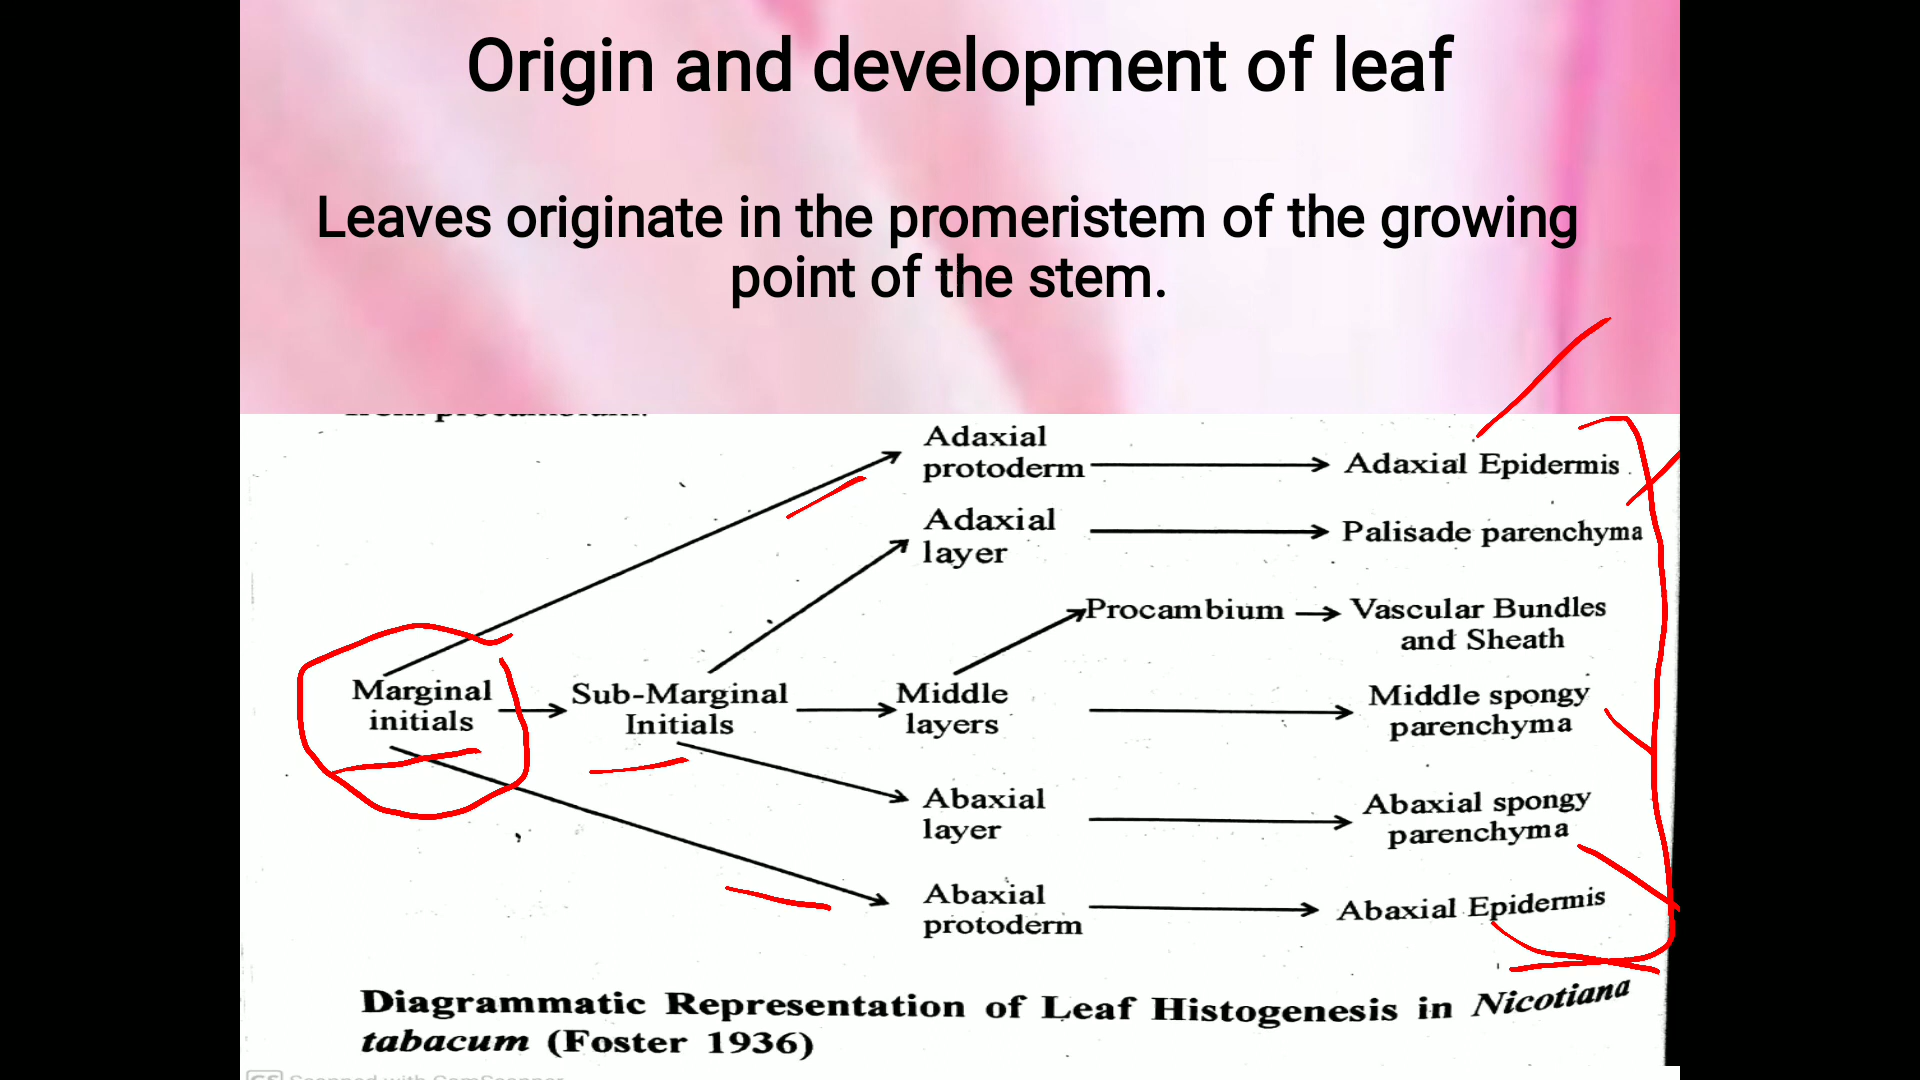 Origin and development of leaf
Leaves originate in the promeristem of the growing
point of the stem.
Adaxial
protoderm
Adaxial Epidermis
Adaxial
layer
Palisade parenchyma
Procambium
Vascular Bundles
and Sheath
Marginal
initials
Sub-Marginal
Initials
Middle
layers
Middle spongy
parenchyma
Abaxial
layer
Abaxial spongy
parenchyma
Abaxial
protoderm
Abaxial Epidermis
Diagrammatic Representation of Leaf Histogenesis in Nicotiana
tabacum (Foster 1936)